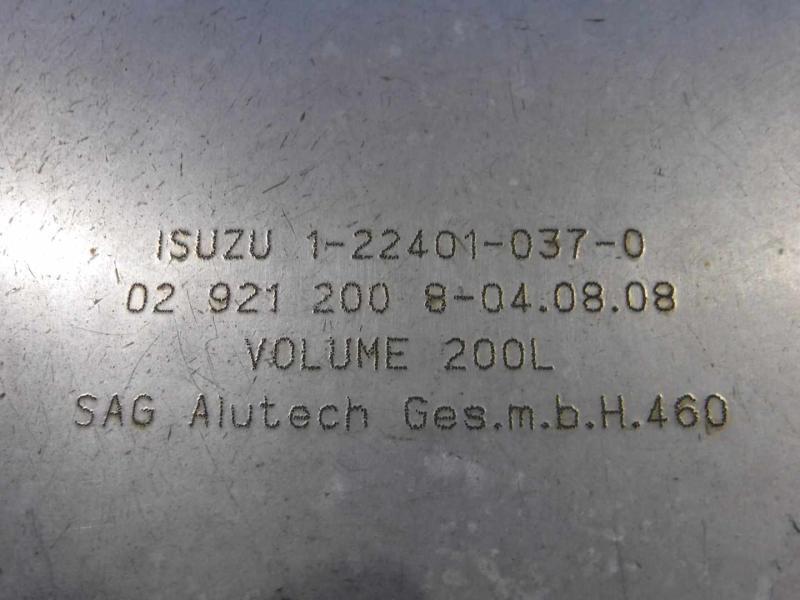 ISUZU 1-22401-037-0
02 921 200 8-04.08.08
VOLUME 200L
SAG Alutech Ges.m.b.H.460